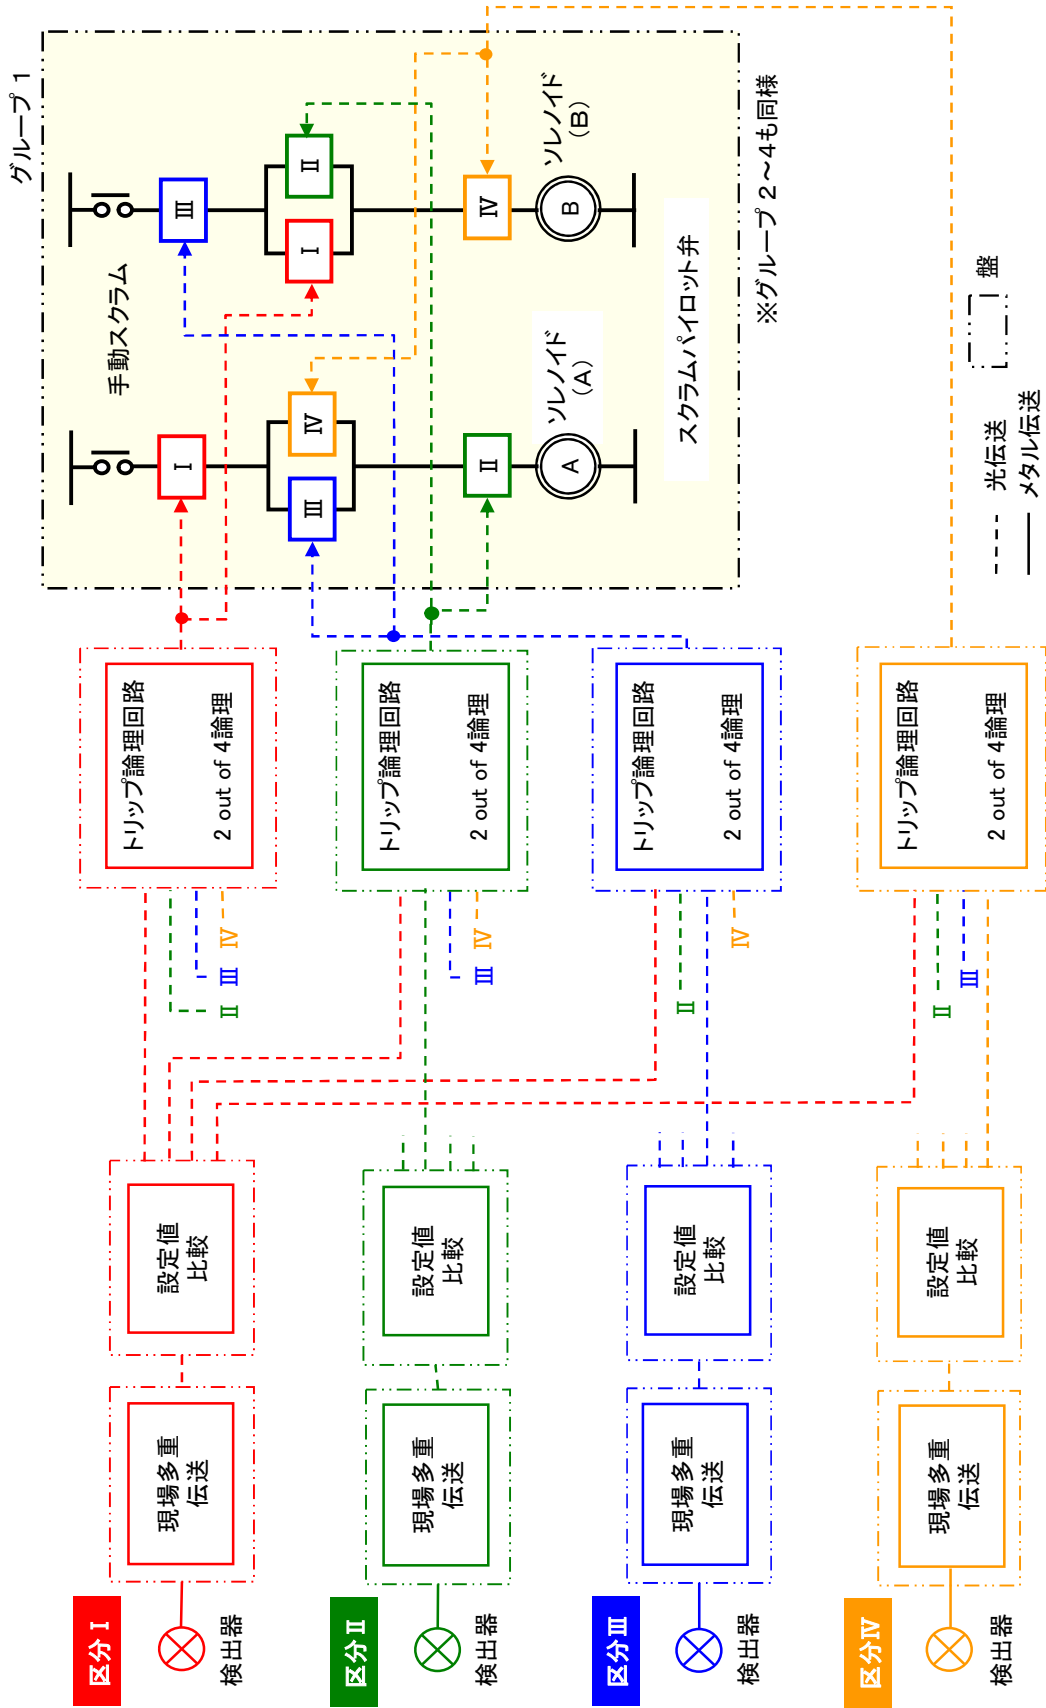 グループ 1
手動スクラム
Ⅰ
Ⅲ
Ⅳ
Ⅱ
A
ソレノイド
(A)
Ⅲ
Ⅰ
Ⅱ
Ⅳ
B
ソレノイド
(B)
スクラムパイロット弁
※グループ 2～4も同様
トリップ論理回路
2 out of 4論理
トリップ論理回路
2 out of 4論理
トリップ論理回路
2 out of 4論理
トリップ論理回路
2 out of 4論理
Ⅱ
Ⅲ
Ⅳ
Ⅲ
Ⅳ
Ⅱ
Ⅳ
Ⅱ
Ⅲ
設定値
比較
設定値
比較
設定値
比較
設定値
比較
現場多重
伝送
現場多重
伝送
現場多重
伝送
現場多重
伝送
区分Ⅰ
検出器
区分Ⅱ
検出器
区分Ⅲ
検出器
区分Ⅳ
検出器
光伝送
メタル伝送
盤